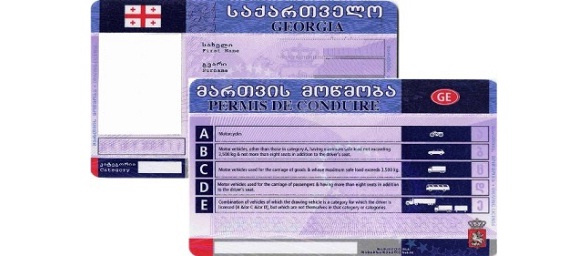 საქართველო
GEORGIA
სახელი
First Name
გვარი
Surname
კატეგორია
Category
მართვის მოწმობა
PERMIS DE CONDUIRE
GE
A
Motorcycles
B
Motor vehicles, other than those in category A, having maximum safe load not exceeding
3,500 kg & not more than eight seats in addition to the driver's seat.
C
Motor vehicles used for the carriage of goods & whose maximum safe load exceeds 3,500 kg.
D
Motor vehicles used for the carriage of passengers & having more than eight seats in addition
to the driver's seat.
E
Combination of vehicles of which the drawing vehicle is a category for which the driver is
licensed (B &/or C &/or D), but which are not themselves in that category or categories.